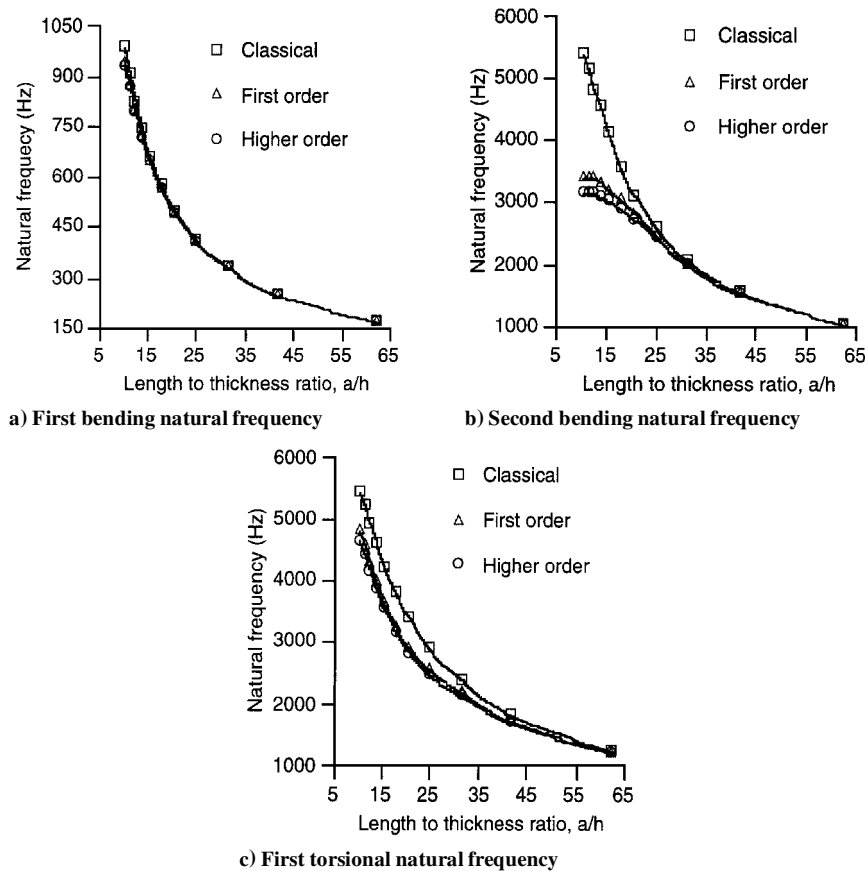 1050
900
750
600
450
300
150
Natural frequecy (Hz)
Classical
First order
Higher order
5 15 25 35 45 55 65
Length to thickness ratio, a/h
a) First bending natural frequency
6000
5000
4000
3000
2000
1000
Natural frequency (Hz)
Classical
First order
Higher order
5 15 25 35 45 55 65
Length to thickness ratio, a/h
b) Second bending natural frequency
6000
5000
4000
3000
2000
1000
Natural frequency (Hz)
Classical
First order
Higher order
5 15 25 35 45 55 65
Length to thickness ratio, a/h
c) First torsional natural frequency